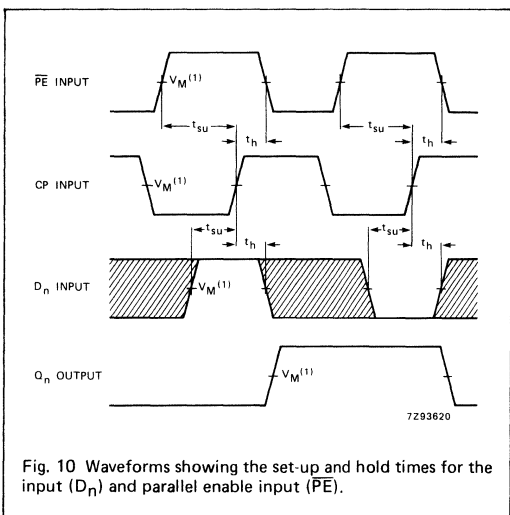 PE INPUT
VM(1)
tsu
th
tsu
th
CP INPUT
VM(1)
tsu
th
tsu
th
Dn INPUT
VM(1)
Qn OUTPUT
VM(1)
7Z93620
Fig. 10 Waveforms showing the set-up and hold times for the
input (Dn) and parallel enable input (PE).